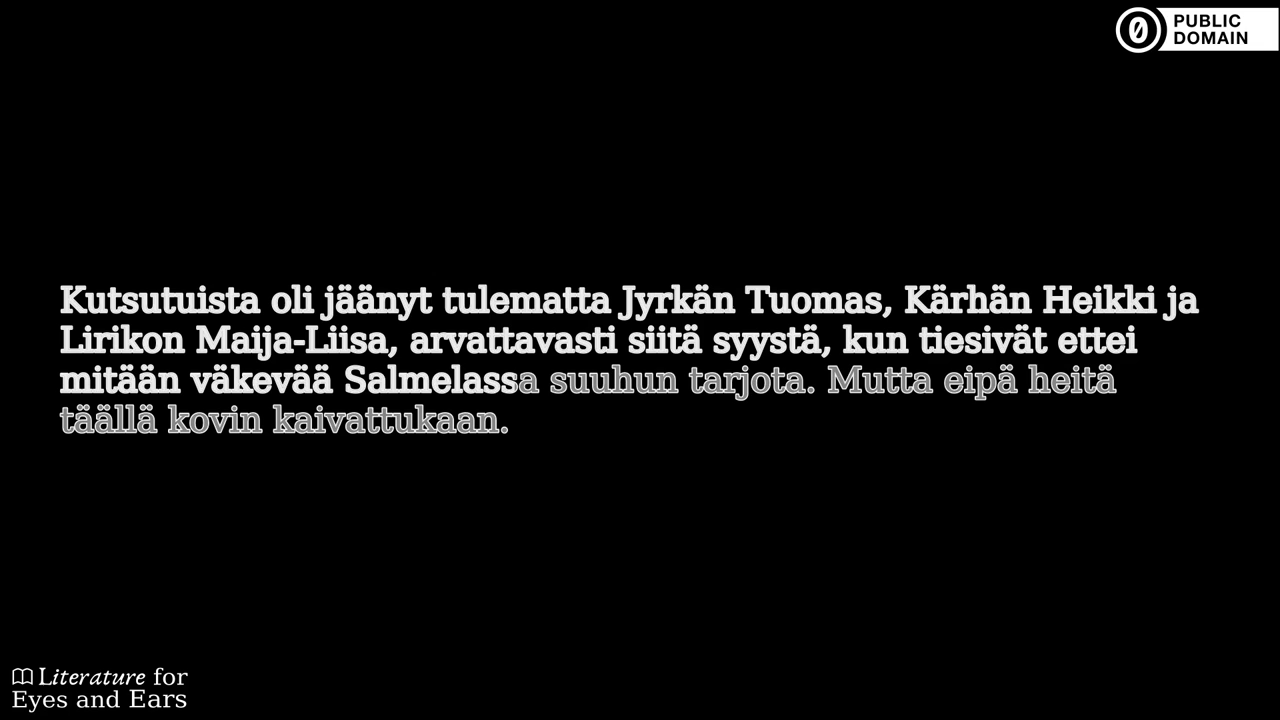 PUBLIC
DOMAIN
Kutsutuista oli jäänyt tulematta Jyrkän Tuomas, Kärhän Heikki ja
Lirikon Maija-Liisa, arvattavasti siitä syystä, kun tiesivät ettei
mitään väkevää Salmelassa suuhun tarjota. Mutta eipä heitä
täällä kovin kaivattukaan.
Literature for
Eyes and Ears